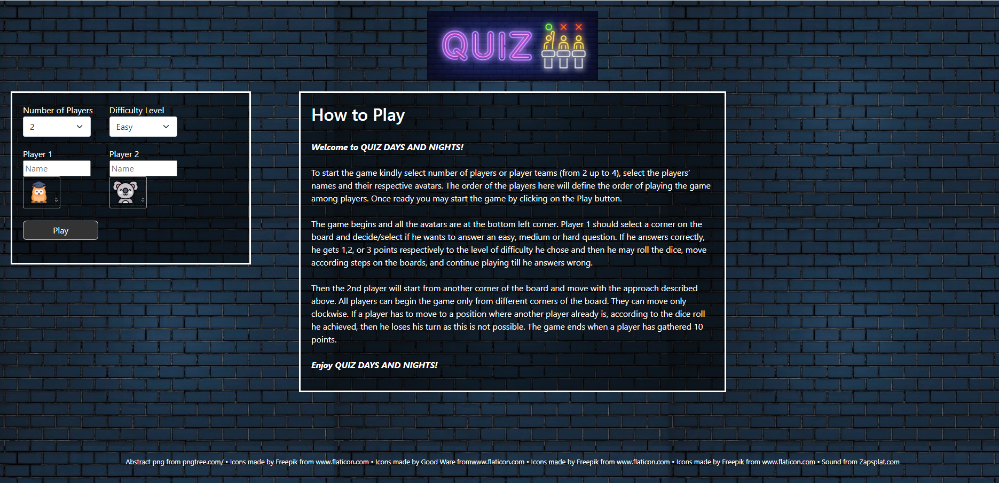 QUIZ
Number of Players
Difficulty Level
2
Easy
Player 1
Player 2
Name
Name
Play
How to Play
Welcome to QUIZ DAYS AND NIGHTS!
To start the game kindly select number of players or player teams (from 2 up to 4), select the players’
names and their respective avatars. The order of the players here will define the order of playing the game
among players. Once ready you may start the game by clicking on the Play button.
The game begins and all the avatars are at the bottom left corner. Player 1 should select a corner on the
board and decide/select if he wants to answer an easy, medium or hard question. If he answers correctly,
he gets 1,2, or 3 points respectively to the level of difficulty he chose and then he may roll the dice, move
according steps on the boards, and continue playing till he answers wrong.
Then the 2nd player will start from another corner of the board and move with the approach described
above. All players can begin the game only from different corners of the board. They can move only
clockwise. If a player has to move to a position where another player already is, according to the dice roll
he achieved, then he loses his turn as this is not possible. The game ends when a player has gathered 10
points.
Enjoy QUIZ DAYS AND NIGHTS!
Abstract png from pngtree.com/ • Icons made by Freepik from www.flaticon.com • Icons made by Good Ware fromwww.flaticon.com • Icons made by Freepik from www.flaticon.com • Icons made by Freepik from www.flaticon.com • Sound from Zapsplat.com